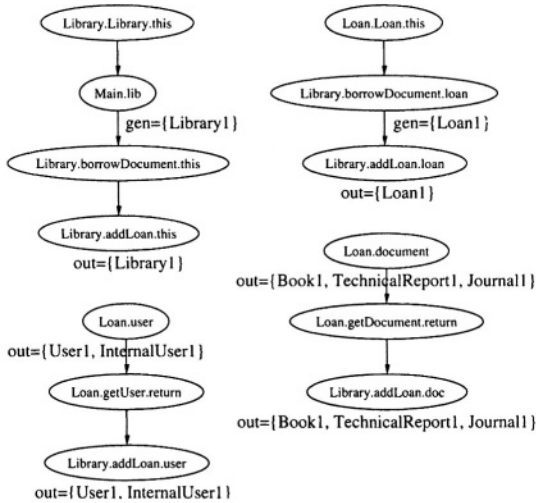 Library.Library.this
Main.lib
gen={Library1}
Library.borrowDocument.this
Library.addLoan.this
out={Library1}
Loan.Loan.this
Library.borrowDocument.loan
gen={Loan1}
Library.addLoan.loan
out={Loan1}
Loan.user
out={User1, InternalUser1}
Loan.getUser.return
Library.addLoan.user
out={User1, InternalUser1}
Loan.document
out={Book1, TechnicalReport1, Journal1}
Loan.getDocument.return
Library.addLoan.doc
out={Book1, TechnicalReport1, Journal1}